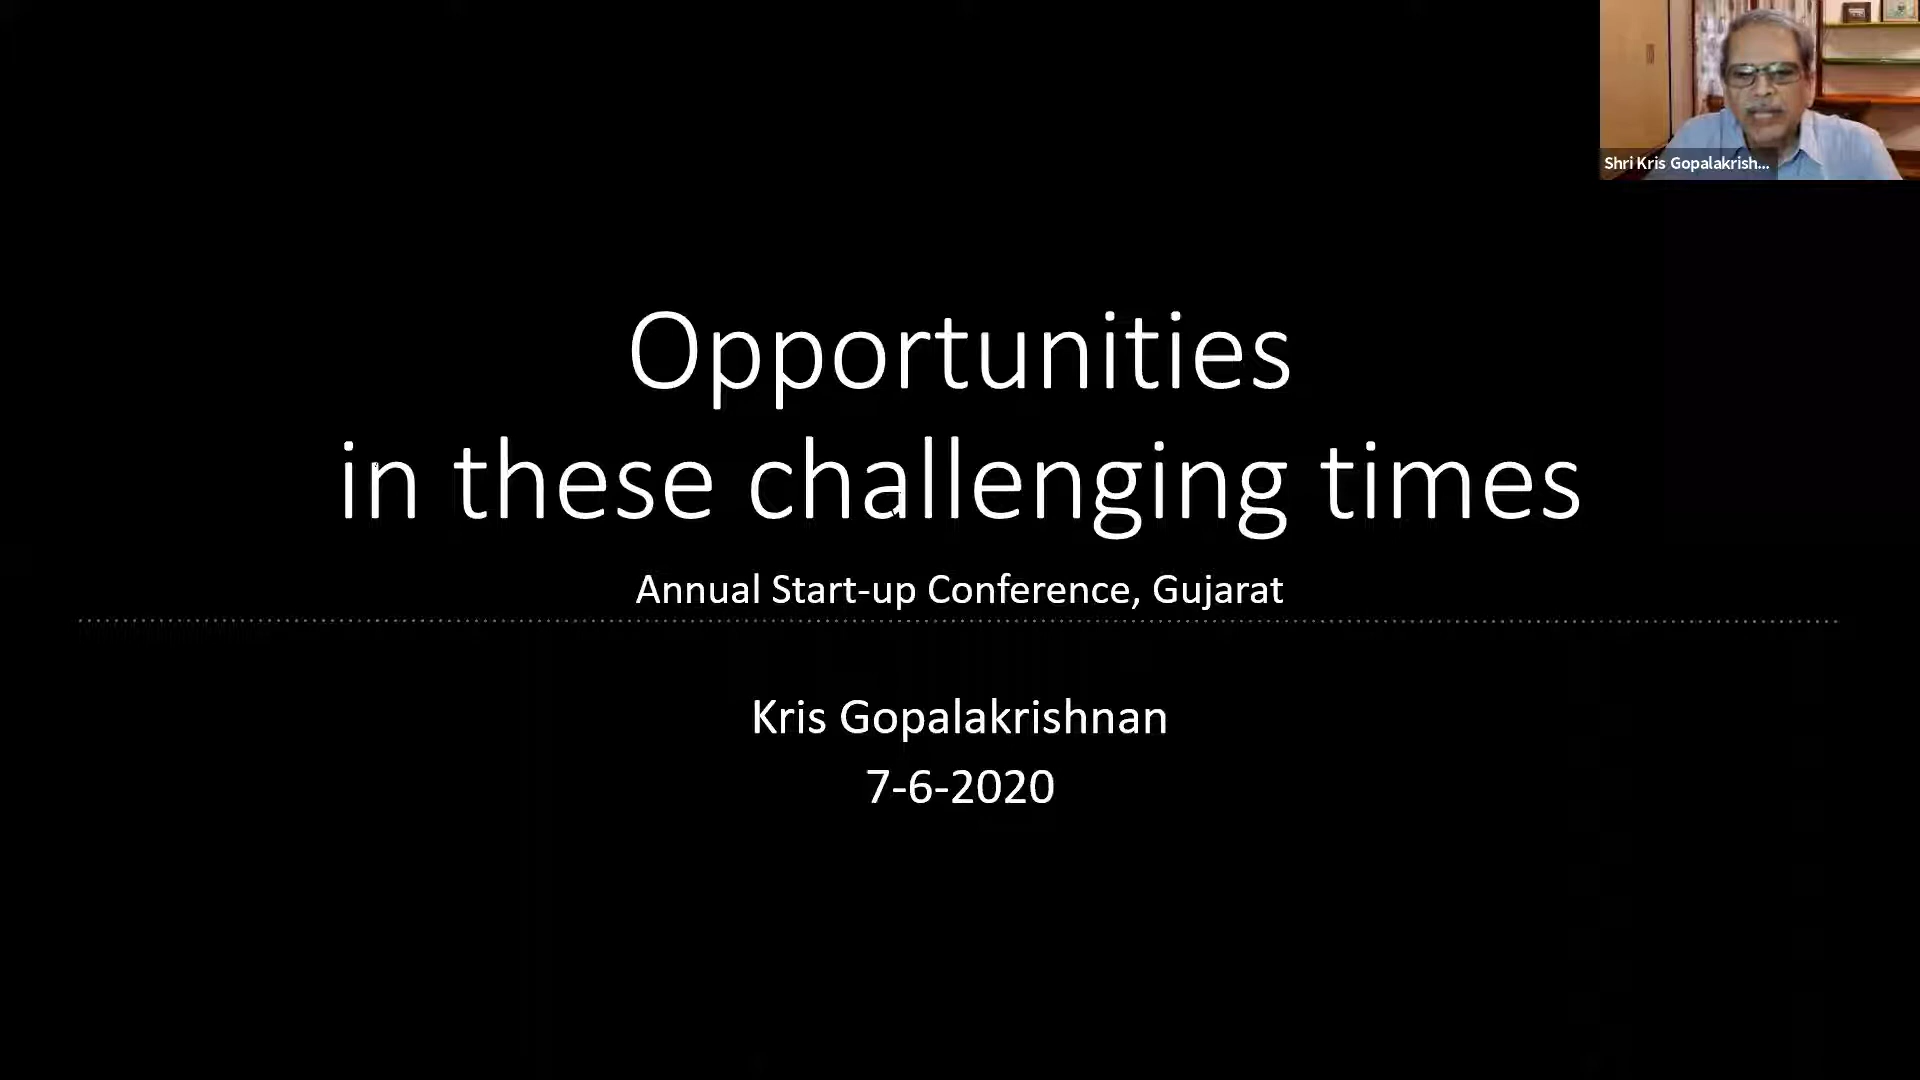 Shri Kris Gopalakrish...
Opportunities
in these challenging times
Annual Start-up Conference, Gujarat
Kris Gopalakrishnan
7-6-2020